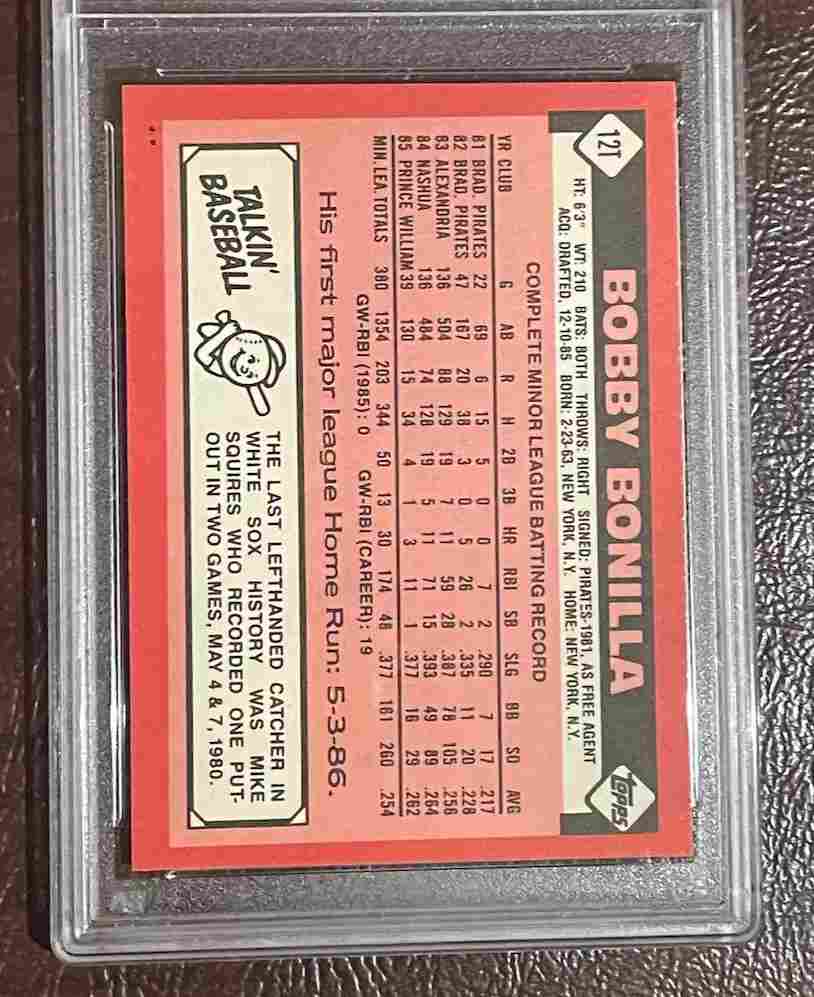 12T
BOBBY BONILLA
TOPPS
HT: 6'3" WT: 210 BATS: BOTH THROWS: RIGHT SIGNED: PIRATES-1981, AS FREE AGENT
ACQ: DRAFTED, 12-10-85 BORN: 2-23-63, NEW YORK, N.Y. HOME: NEW YORK, N.Y.
COMPLETE MINOR LEAGUE BATTING RECORD
YR CLUB G AB R H 2B 3B HR RBI SB SLG BB SO AVG
81 BRAD. PIRATES 22 69 6 15 5 0 0 7 2 .290 7 17 .217
82 BRAD. PIRATES 47 167 20 38 3 0 5 26 2 .335 11 20 .228
83 ALEXANDRIA 136 504 88 129 19 7 11 59 28 .387 78 105 .256
84 NASHUA 136 484 74 128 19 5 11 71 15 .393 49 89 .264
85 PRINCE WILLIAM 39 130 15 34 4 1 3 11 1 .377 16 29 .262
MIN. LEA. TOTALS 380 1354 203 344 50 13 30 174 48 .377 161 260 .254
GW-RBI (1985): 0 GW-RBI (CAREER): 19
His first major league Home Run: 5-3-86.
TALKIN'
BASEBALL
THE LAST LEFTHANDED CATCHER IN
WHITE SOX HISTORY WAS MIKE
SQUIRES WHO RECORDED ONE PUT-
OUT IN TWO GAMES, MAY 4 & 7, 1980.